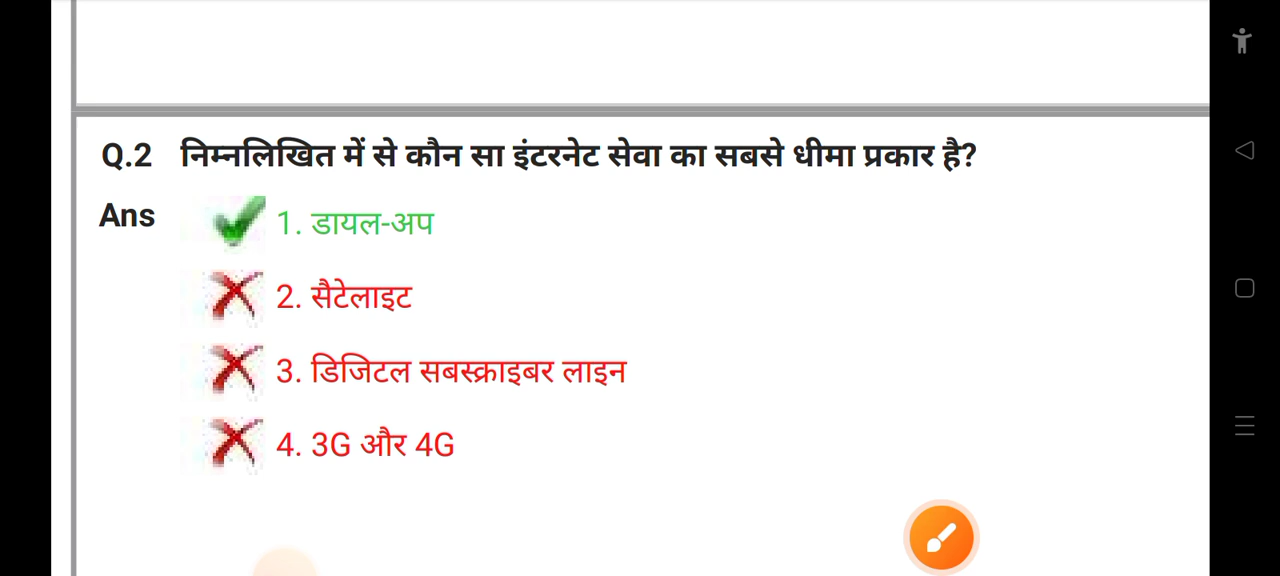 Q.2 निम्नलिखित में से कौन सा इंटरनेट सेवा का सबसे धीमा प्रकार है?
Ans 1. डायल-अप
2. सैटेलाइट
3. डिजिटल सबस्क्राइबर लाइन
4. 3G और 4G